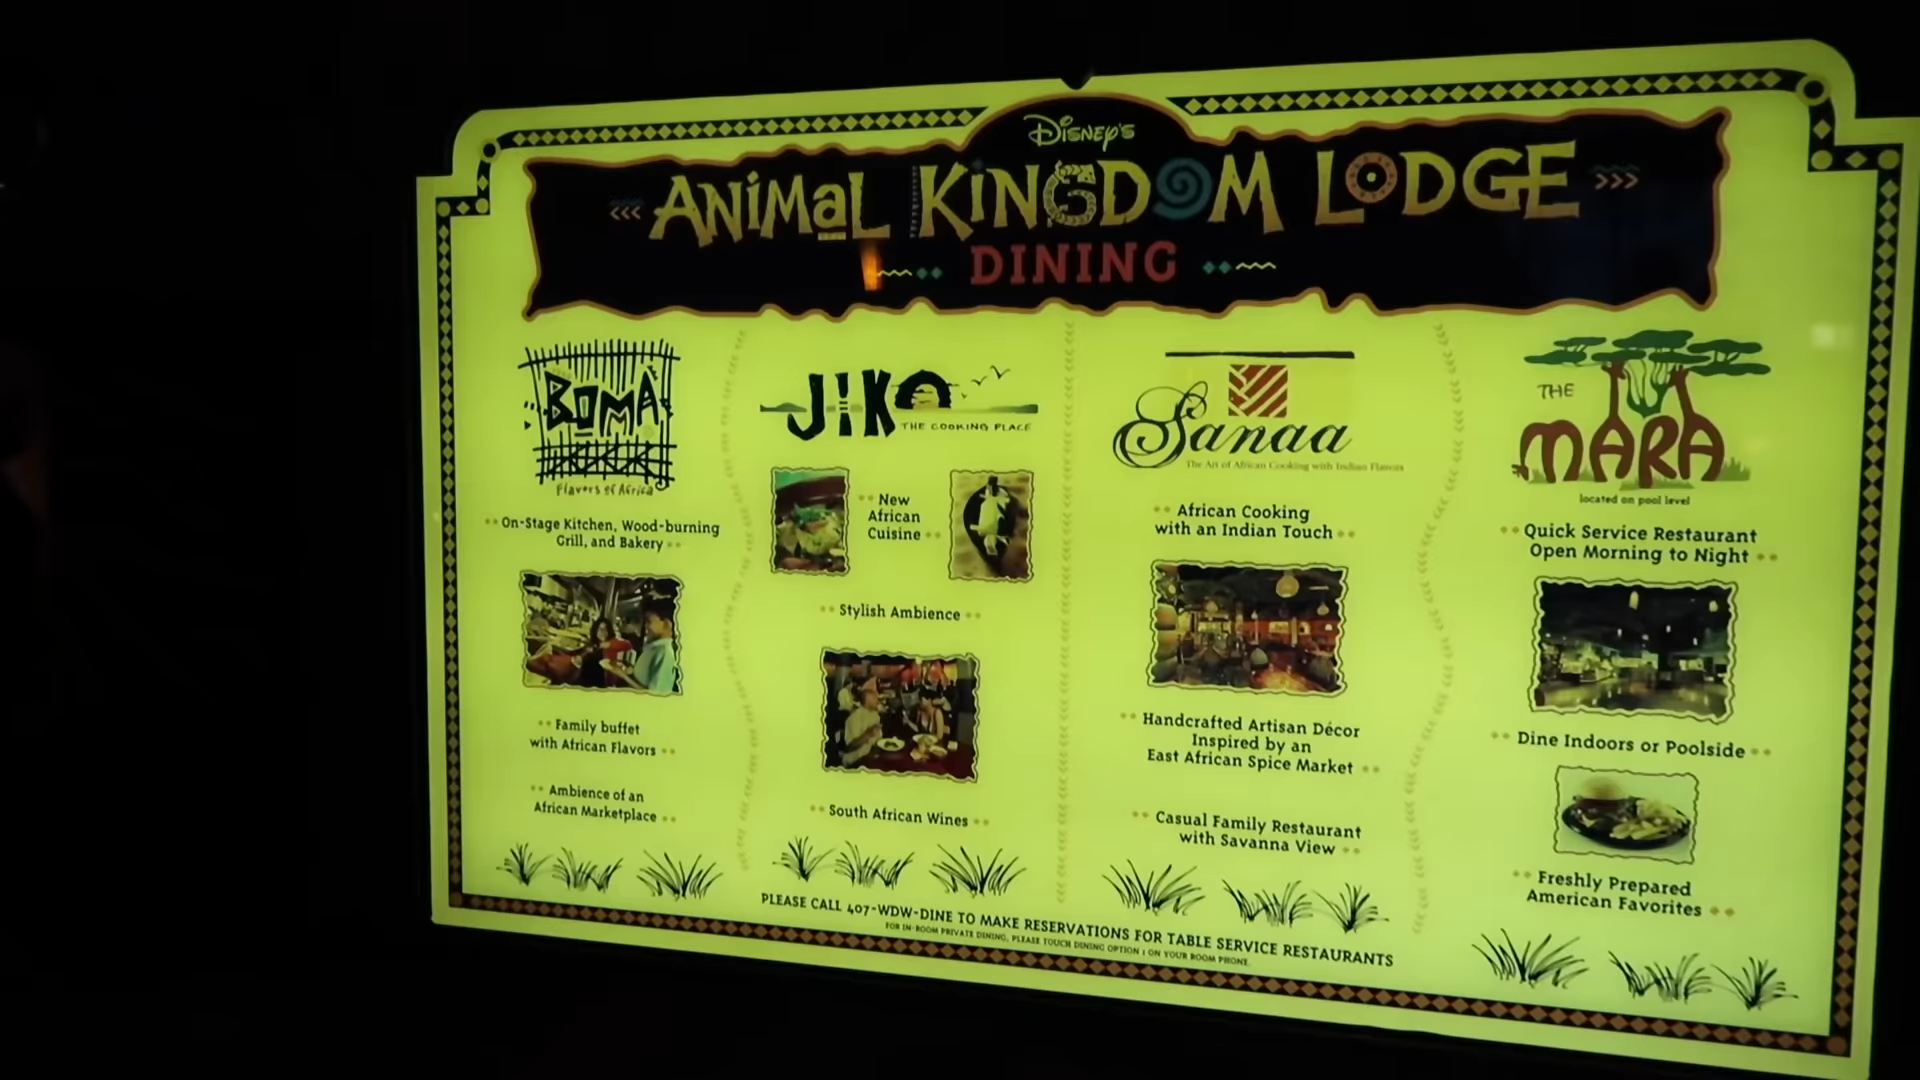 Disney's
ANIMAL KINGDOM LODGE
DINING
BOMA
Flavors of Africa
On-Stage Kitchen, Wood-burning
Grill, and Bakery
Family buffet
with African Flavors
Ambience of an
African Marketplace
JIKO
THE COOKING PLACE
New
African
Cuisine
Stylish Ambience
South African Wines
Sanaa
The Art of African Cooking with Indian Flavors
African Cooking
with an Indian Touch
Handcrafted Artisan Décor
Inspired by an
East African Spice Market
Casual Family Restaurant
with Savanna View
THE
MARA
located on pool level
Quick Service Restaurant
Open Morning to Night
Dine Indoors or Poolside
Freshly Prepared
American Favorites
PLEASE CALL 407-WDW-DINE TO MAKE RESERVATIONS FOR TABLE SERVICE RESTAURANTS
FOR IN-ROOM PRIVATE DINING, PLEASE TOUCH DINING OPTION 1 ON YOUR ROOM PHONE.